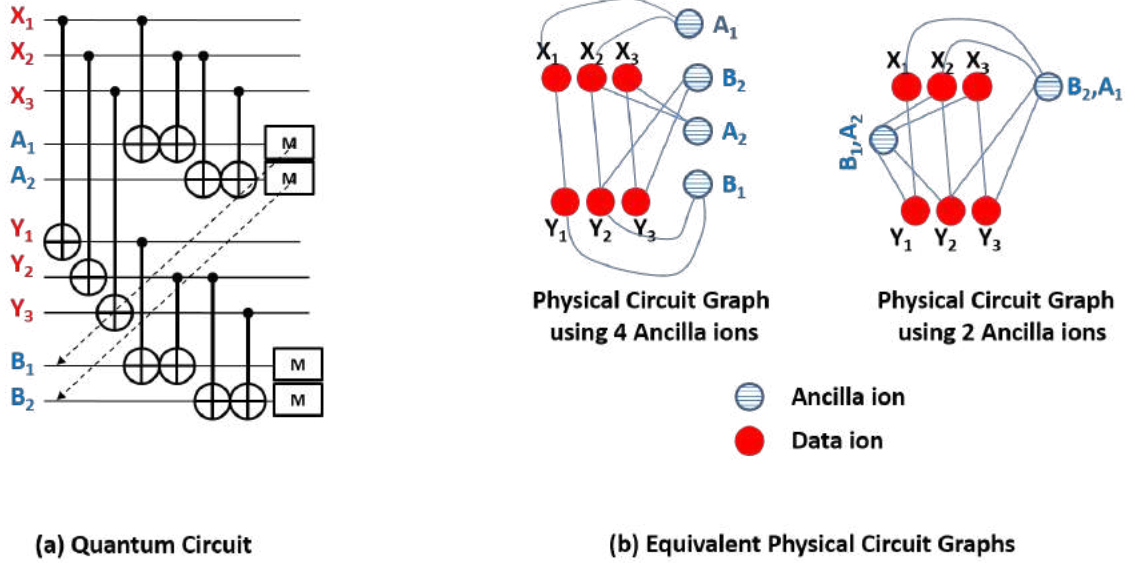 X₁
X₂
X₃
A₁
A₂
Y₁
Y₂
Y₃
B₁
B₂
M
M
M
M
(a) Quantum Circuit
A₁
X₁ X₂ X₃
B₂
A₂
B₁
Y₁ Y₂ Y₃
Physical Circuit Graph
using 4 Ancilla ions
X₁ X₂ X₃
B₂,A₁
B₁,A₂
Y₁ Y₂ Y₃
Physical Circuit Graph
using 2 Ancilla ions
Ancilla ion
Data ion
(b) Equivalent Physical Circuit Graphs